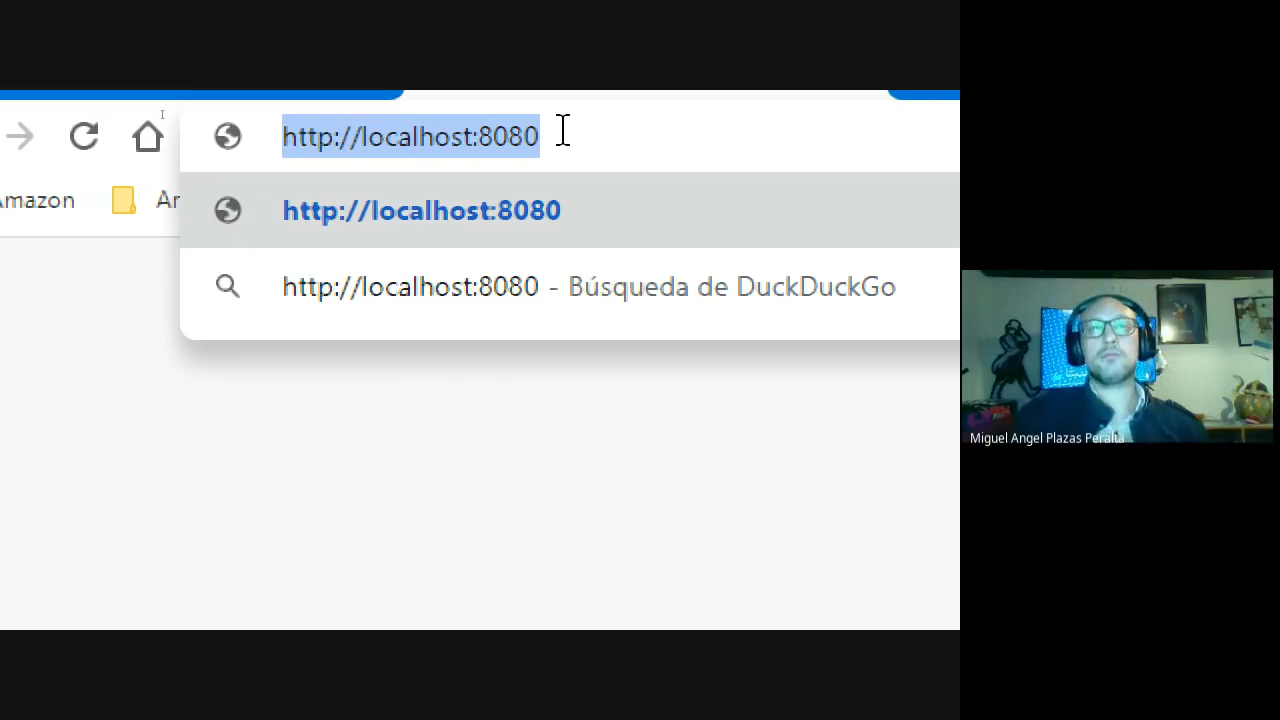 http://localhost:8080
Amazon
Ar
http://localhost:8080
http://localhost:8080 - Búsqueda de DuckDuckGo
Miguel Angel Plazas Peralta